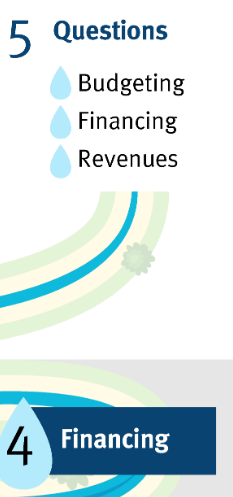 5 Questions
Budgeting
Financing
Revenues
4 Financing